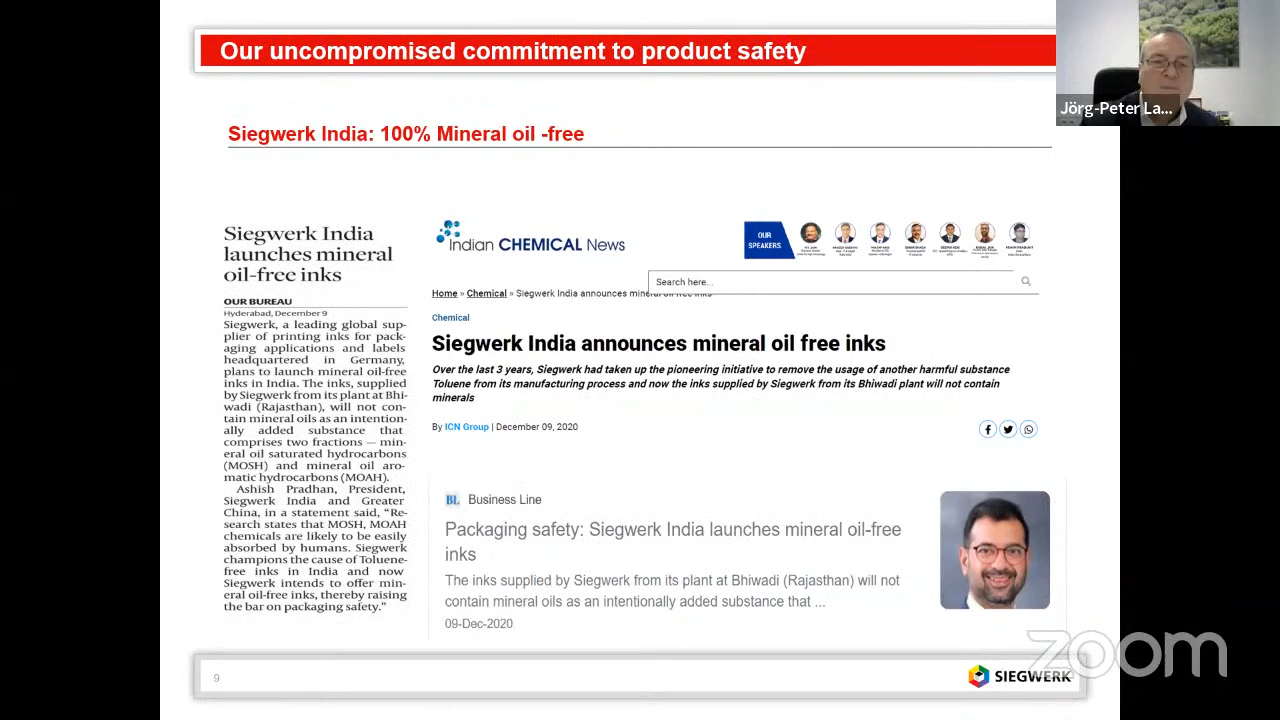 Our uncompromised commitment to product safety
Jörg-Peter La...
Siegwerk India: 100% Mineral oil -free
Siegwerk India
launches mineral
oil-free inks
OUR BUREAU
Hyderabad, December 9
Siegwerk, a leading global sup-
plier of printing inks for pack-
aging applications and labels
headquartered in Germany,
plans to launch mineral oil-free
inks in India. The inks, supplied
by Siegwerk from its plant at Bhi-
wadi (Rajasthan), will not con-
tain mineral oils as an intention-
ally added substance that
comprises two fractions — min-
eral oil saturated hydrocarbons
(MOSH) and mineral oil aro-
matic hydrocarbons (MOAH).
Ashish Pradhan, President,
Siegwerk India and Greater
China, in a statement said, “Re-
search states that MOSH, MOAH
chemicals are likely to be easily
absorbed by humans. Siegwerk
champions the cause of Toluene-
free inks in India and now
Siegwerk intends to offer min-
eral oil-free inks, thereby raising
the bar on packaging safety.”
Indian CHEMICAL News
OUR
SPEAKERS
Search here...
Home » Chemical » Siegwerk India announces mineral oil free inks
Chemical
Siegwerk India announces mineral oil free inks
Over the last 3 years, Siegwerk had taken up the pioneering initiative to remove the usage of another harmful substance
Toluene from its manufacturing process and now the inks supplied by Siegwerk from its Bhiwadi plant will not contain
minerals
By ICN Group | December 09, 2020
BL Business Line
Packaging safety: Siegwerk India launches mineral oil-free
inks
The inks supplied by Siegwerk from its plant at Bhiwadi (Rajasthan) will not
contain mineral oils as an intentionally added substance that ...
09-Dec-2020
9
SIEGWERK
zoom